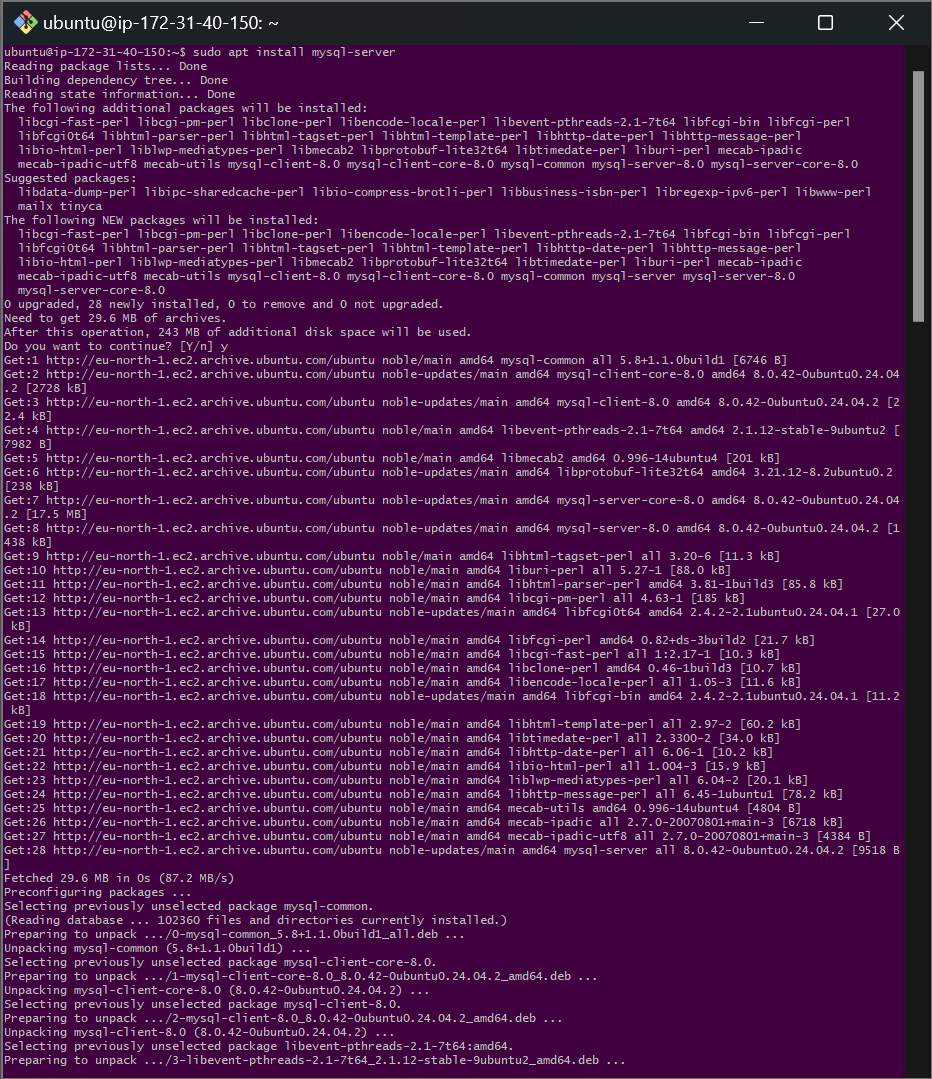 ubuntu@ip-172-31-40-150: ~
ubuntu@ip-172-31-40-150:~$ sudo apt install mysql-server
Reading package lists... Done
Building dependency tree... Done
Reading state information... Done
The following additional packages will be installed:
  libcgi-fast-perl libcgi-pm-perl libclone-perl libencode-locale-perl libevent-pthreads-2.1-7t64 libfcgi-bin libfcgi-perl
  libfcgi0t64 libhtml-parser-perl libhtml-tagset-perl libhtml-template-perl libhttp-date-perl libhttp-message-perl
  libio-html-perl liblwp-mediatypes-perl libmecab2 libprotobuf-lite32t64 libtimedate-perl liburi-perl mecab-ipadic
  mecab-ipadic-utf8 mecab-utils mysql-client-8.0 mysql-client-core-8.0 mysql-common mysql-server-8.0 mysql-server-core-8.0
Suggested packages:
  libdata-dump-perl libipc-sharedcache-perl libio-compress-brotli-perl libbusiness-isbn-perl libregexp-ipv6-perl libwww-perl
  mailx tinyca
The following NEW packages will be installed:
  libcgi-fast-perl libcgi-pm-perl libclone-perl libencode-locale-perl libevent-pthreads-2.1-7t64 libfcgi-bin libfcgi-perl
  libfcgi0t64 libhtml-parser-perl libhtml-tagset-perl libhtml-template-perl libhttp-date-perl libhttp-message-perl
  libio-html-perl liblwp-mediatypes-perl libmecab2 libprotobuf-lite32t64 libtimedate-perl liburi-perl mecab-ipadic
  mecab-ipadic-utf8 mecab-utils mysql-client-8.0 mysql-client-core-8.0 mysql-common mysql-server mysql-server-8.0
  mysql-server-core-8.0
0 upgraded, 28 newly installed, 0 to remove and 0 not upgraded.
Need to get 29.6 MB of archives.
After this operation, 243 MB of additional disk space will be used.
Do you want to continue? [Y/n] y
Get:1 http://eu-north-1.ec2.archive.ubuntu.com/ubuntu noble/main amd64 mysql-common all 5.8+1.1.0build1 [6746 B]
Get:2 http://eu-north-1.ec2.archive.ubuntu.com/ubuntu noble-updates/main amd64 mysql-client-core-8.0 amd64 8.0.42-0ubuntu0.24.04
.2 [2728 kB]
Get:3 http://eu-north-1.ec2.archive.ubuntu.com/ubuntu noble-updates/main amd64 mysql-client-8.0 amd64 8.0.42-0ubuntu0.24.04.2 [2
2.4 kB]
Get:4 http://eu-north-1.ec2.archive.ubuntu.com/ubuntu noble/main amd64 libevent-pthreads-2.1-7t64 amd64 2.1.12-stable-9ubuntu2 [
7982 B]
Get:5 http://eu-north-1.ec2.archive.ubuntu.com/ubuntu noble/main amd64 libmecab2 amd64 0.996-14ubuntu4 [201 kB]
Get:6 http://eu-north-1.ec2.archive.ubuntu.com/ubuntu noble-updates/main amd64 libprotobuf-lite32t64 amd64 3.21.12-8.2ubuntu0.2
[238 kB]
Get:7 http://eu-north-1.ec2.archive.ubuntu.com/ubuntu noble-updates/main amd64 mysql-server-core-8.0 amd64 8.0.42-0ubuntu0.24.04
.2 [17.5 MB]
Get:8 http://eu-north-1.ec2.archive.ubuntu.com/ubuntu noble-updates/main amd64 mysql-server-8.0 amd64 8.0.42-0ubuntu0.24.04.2 [1
438 kB]
Get:9 http://eu-north-1.ec2.archive.ubuntu.com/ubuntu noble/main amd64 libhtml-tagset-perl all 3.20-6 [11.3 kB]
Get:10 http://eu-north-1.ec2.archive.ubuntu.com/ubuntu noble/main amd64 liburi-perl all 5.27-1 [88.0 kB]
Get:11 http://eu-north-1.ec2.archive.ubuntu.com/ubuntu noble/main amd64 libhtml-parser-perl amd64 3.81-1build3 [85.8 kB]
Get:12 http://eu-north-1.ec2.archive.ubuntu.com/ubuntu noble/main amd64 libcgi-pm-perl all 4.63-1 [185 kB]
Get:13 http://eu-north-1.ec2.archive.ubuntu.com/ubuntu noble-updates/main amd64 libfcgi0t64 amd64 2.4.2-2.1ubuntu0.24.04.1 [27.0
 kB]
Get:14 http://eu-north-1.ec2.archive.ubuntu.com/ubuntu noble/main amd64 libfcgi-perl amd64 0.82+ds-3build2 [21.7 kB]
Get:15 http://eu-north-1.ec2.archive.ubuntu.com/ubuntu noble/main amd64 libcgi-fast-perl all 1:2.17-1 [10.3 kB]
Get:16 http://eu-north-1.ec2.archive.ubuntu.com/ubuntu noble/main amd64 libclone-perl amd64 0.46-1build3 [10.7 kB]
Get:17 http://eu-north-1.ec2.archive.ubuntu.com/ubuntu noble/main amd64 libencode-locale-perl all 1.05-3 [11.6 kB]
Get:18 http://eu-north-1.ec2.archive.ubuntu.com/ubuntu noble-updates/main amd64 libfcgi-bin amd64 2.4.2-2.1ubuntu0.24.04.1 [11.2
 kB]
Get:19 http://eu-north-1.ec2.archive.ubuntu.com/ubuntu noble/main amd64 libhtml-template-perl all 2.97-2 [60.2 kB]
Get:20 http://eu-north-1.ec2.archive.ubuntu.com/ubuntu noble/main amd64 libtimedate-perl all 2.3300-2 [34.0 kB]
Get:21 http://eu-north-1.ec2.archive.ubuntu.com/ubuntu noble/main amd64 libhttp-date-perl all 6.06-1 [10.2 kB]
Get:22 http://eu-north-1.ec2.archive.ubuntu.com/ubuntu noble/main amd64 libio-html-perl all 1.004-3 [15.9 kB]
Get:23 http://eu-north-1.ec2.archive.ubuntu.com/ubuntu noble/main amd64 liblwp-mediatypes-perl all 6.04-2 [20.1 kB]
Get:24 http://eu-north-1.ec2.archive.ubuntu.com/ubuntu noble/main amd64 libhttp-message-perl all 6.45-1ubuntu1 [78.2 kB]
Get:25 http://eu-north-1.ec2.archive.ubuntu.com/ubuntu noble/main amd64 mecab-utils amd64 0.996-14ubuntu4 [4804 B]
Get:26 http://eu-north-1.ec2.archive.ubuntu.com/ubuntu noble/main amd64 mecab-ipadic all 2.7.0-20070801+main-3 [6718 kB]
Get:27 http://eu-north-1.ec2.archive.ubuntu.com/ubuntu noble/main amd64 mecab-ipadic-utf8 all 2.7.0-20070801+main-3 [4384 B]
Get:28 http://eu-north-1.ec2.archive.ubuntu.com/ubuntu noble-updates/main amd64 mysql-server all 8.0.42-0ubuntu0.24.04.2 [9518 B
]
Fetched 29.6 MB in 0s (87.2 MB/s)
Preconfiguring packages ...
Selecting previously unselected package mysql-common.
(Reading database ... 102360 files and directories currently installed.)
Preparing to unpack .../0-mysql-common_5.8+1.1.0build1_all.deb ...
Unpacking mysql-common (5.8+1.1.0build1) ...
Selecting previously unselected package mysql-client-core-8.0.
Preparing to unpack .../1-mysql-client-core-8.0_8.0.42-0ubuntu0.24.04.2_amd64.deb ...
Unpacking mysql-client-core-8.0 (8.0.42-0ubuntu0.24.04.2) ...
Selecting previously unselected package mysql-client-8.0.
Preparing to unpack .../2-mysql-client-8.0_8.0.42-0ubuntu0.24.04.2_amd64.deb ...
Unpacking mysql-client-8.0 (8.0.42-0ubuntu0.24.04.2) ...
Selecting previously unselected package libevent-pthreads-2.1-7t64:amd64.
Preparing to unpack .../3-libevent-pthreads-2.1-7t64_2.1.12-stable-9ubuntu2_amd64.deb ...